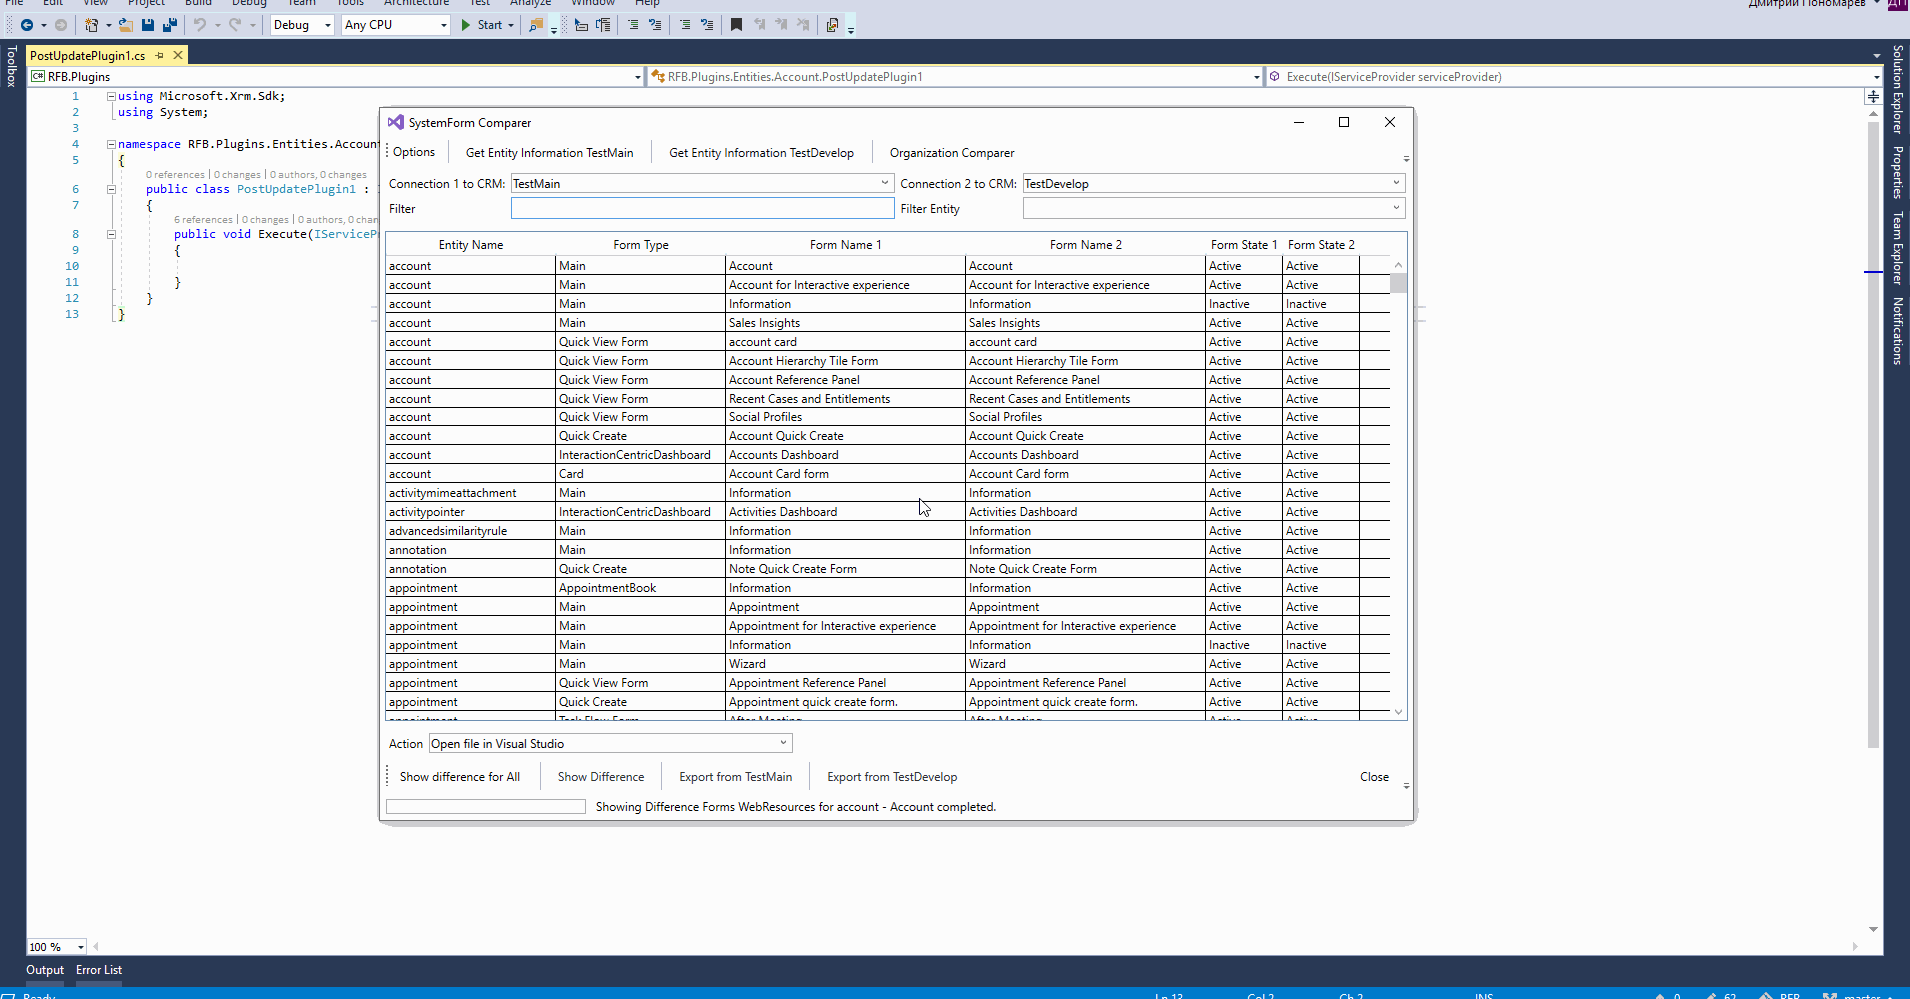 File Edit View Project Build Debug Team Tools Architecture Test Analyze Window Help Дмитрий Пономарев ДП
Debug Any CPU Start
Toolbox
PostUpdatePlugin1.cs
RFB.Plugins RFB.Plugins.Entities.Account.PostUpdatePlugin1 Execute(IServiceProvider serviceProvider)
1 using Microsoft.Xrm.Sdk;
2 using System;
3
4 namespace RFB.Plugins.Entities.Accoun
5 {
0 references | 0 changes | 0 authors, 0 changes
6 public class PostUpdatePlugin1 :
7 {
6 references | 0 changes | 0 authors, 0 chan
8 public void Execute(IServiceP
9 {
10
11 }
12 }
13 }
SystemForm Comparer
Options Get Entity Information TestMain Get Entity Information TestDevelop Organization Comparer
Connection 1 to CRM: TestMain Connection 2 to CRM: TestDevelop
Filter Filter Entity
Entity Name Form Type Form Name 1 Form Name 2 Form State 1 Form State 2
account Main Account Account Active Active
account Main Account for Interactive experience Account for Interactive experience Active Active
account Main Information Information Inactive Inactive
account Main Sales Insights Sales Insights Active Active
account Quick View Form account card account card Active Active
account Quick View Form Account Hierarchy Tile Form Account Hierarchy Tile Form Active Active
account Quick View Form Account Reference Panel Account Reference Panel Active Active
account Quick View Form Recent Cases and Entitlements Recent Cases and Entitlements Active Active
account Quick View Form Social Profiles Social Profiles Active Active
account Quick Create Account Quick Create Account Quick Create Active Active
account InteractionCentricDashboard Accounts Dashboard Accounts Dashboard Active Active
account Card Account Card form Account Card form Active Active
activitymimeattachment Main Information Information Active Active
activitypointer InteractionCentricDashboard Activities Dashboard Activities Dashboard Active Active
advancedsimilarityrule Main Information Information Active Active
annotation Main Information Information Active Active
annotation Quick Create Note Quick Create Form Note Quick Create Form Active Active
appointment AppointmentBook Information Information Active Active
appointment Main Appointment Appointment Active Active
appointment Main Appointment for Interactive experience Appointment for Interactive experience Active Active
appointment Main Information Information Inactive Inactive
appointment Main Wizard Wizard Active Active
appointment Quick View Form Appointment Reference Panel Appointment Reference Panel Active Active
appointment Quick Create Appointment quick create form. Appointment quick create form. Active Active
appointment Task Flow Form After Meeting After Meeting Active Active
Action Open file in Visual Studio
Show difference for All Show Difference Export from TestMain Export from TestDevelop Close
Showing Difference Forms WebResources for account - Account completed.
Solution Explorer
Properties
Team Explorer
Notifications
100 %
Output Error List
Ready Ln 13 Col 2 Ch 2 INS 0 62 RFB master